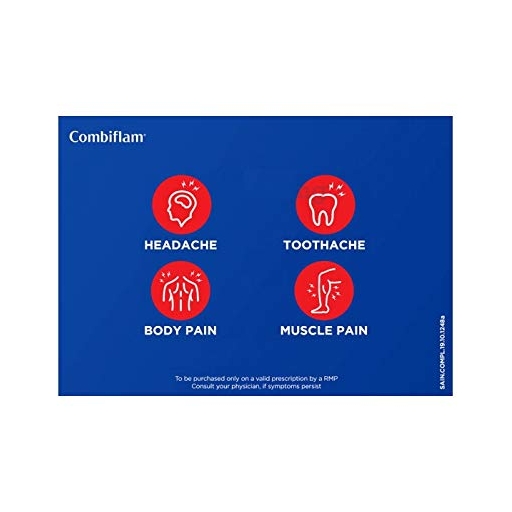 Combiflam
HEADACHE
TOOTHACHE
BODY PAIN
MUSCLE PAIN
To be purchased only on a valid prescription by a RMP
Consult your physician, if symptoms persist
SAIN.COMPL.19.10.1248a